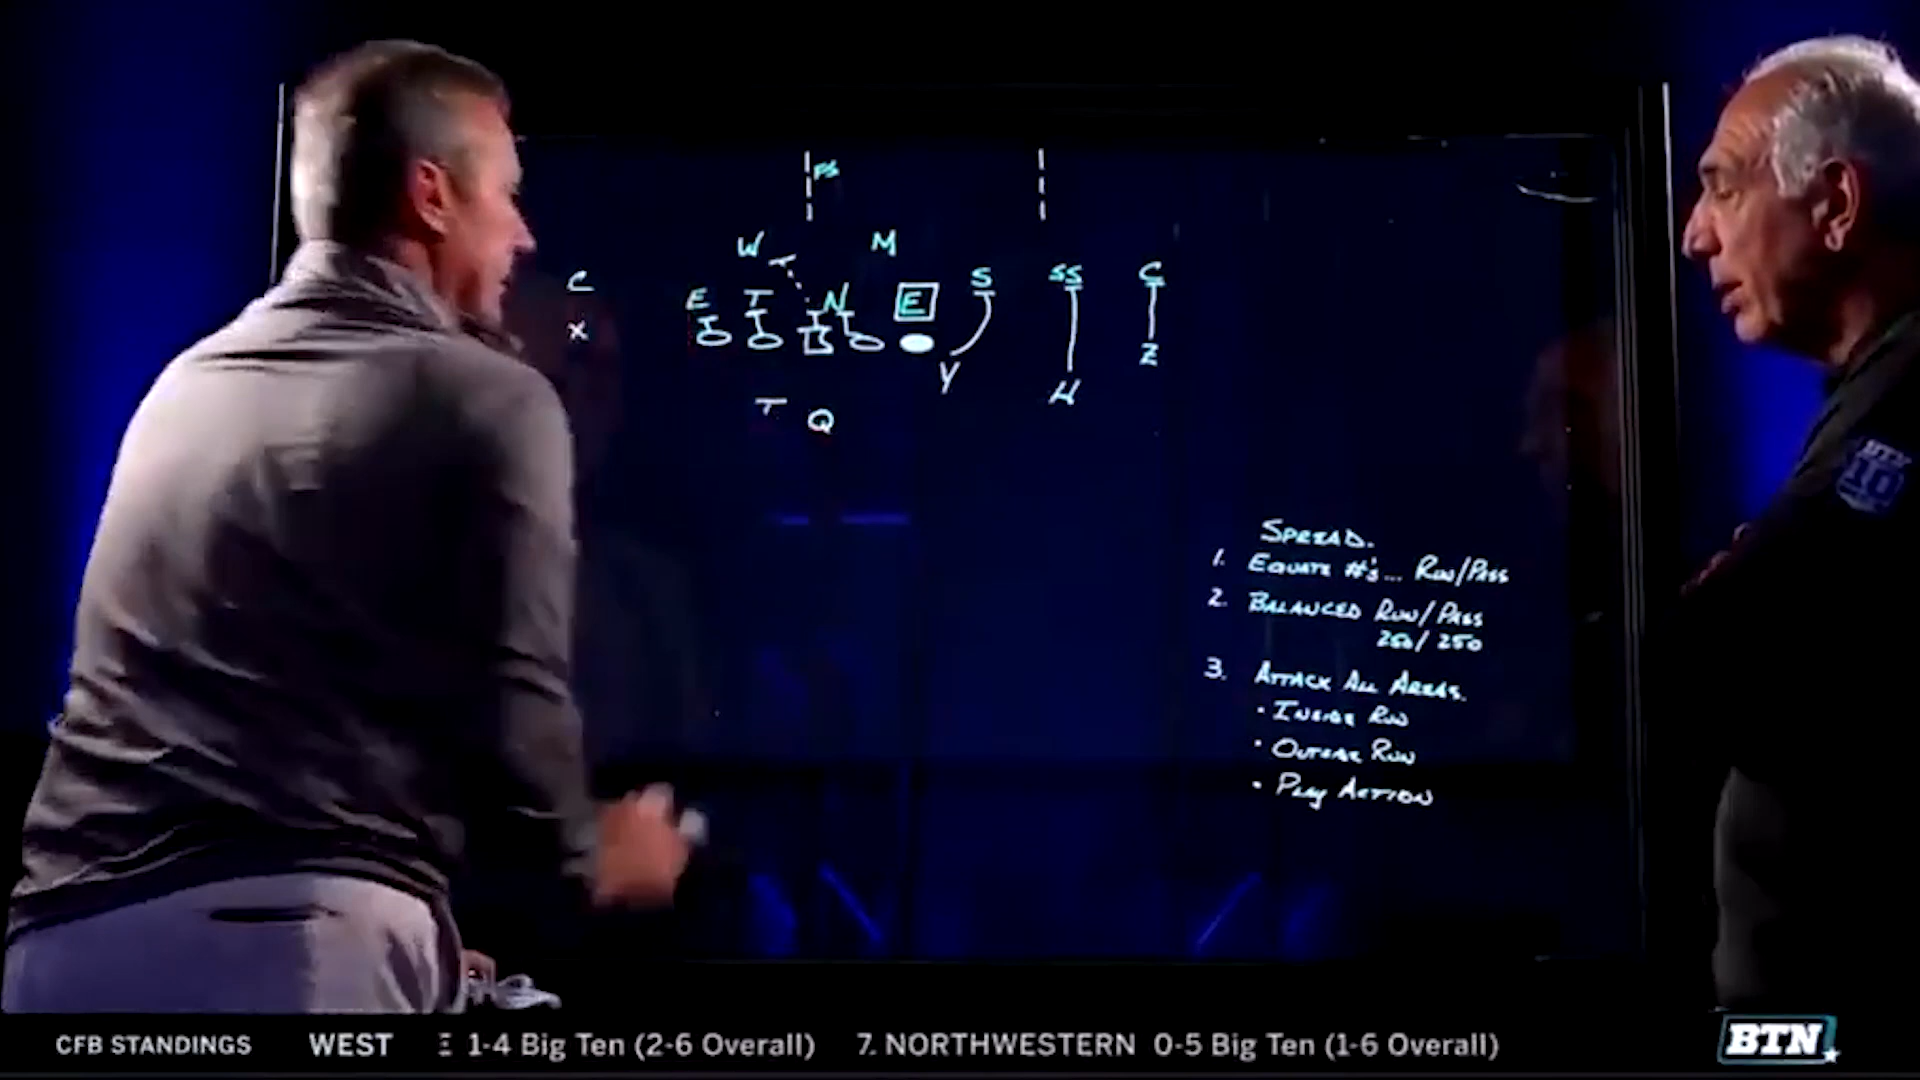 FS
W M
C E T N E S SS C
X Y H Z
T Q
SPREAD.
1. EQUATE #'s... RUN/PASS
2. BALANCED RUN/PASS
250/250
3. ATTACK ALL AREAS.
• INSIDE RUN
• OUTSIDE RUN
• PLAY ACTION
BTN
10
CFB STANDINGS WEST 1-4 Big Ten (2-6 Overall) 7. NORTHWESTERN 0-5 Big Ten (1-6 Overall)
BTN